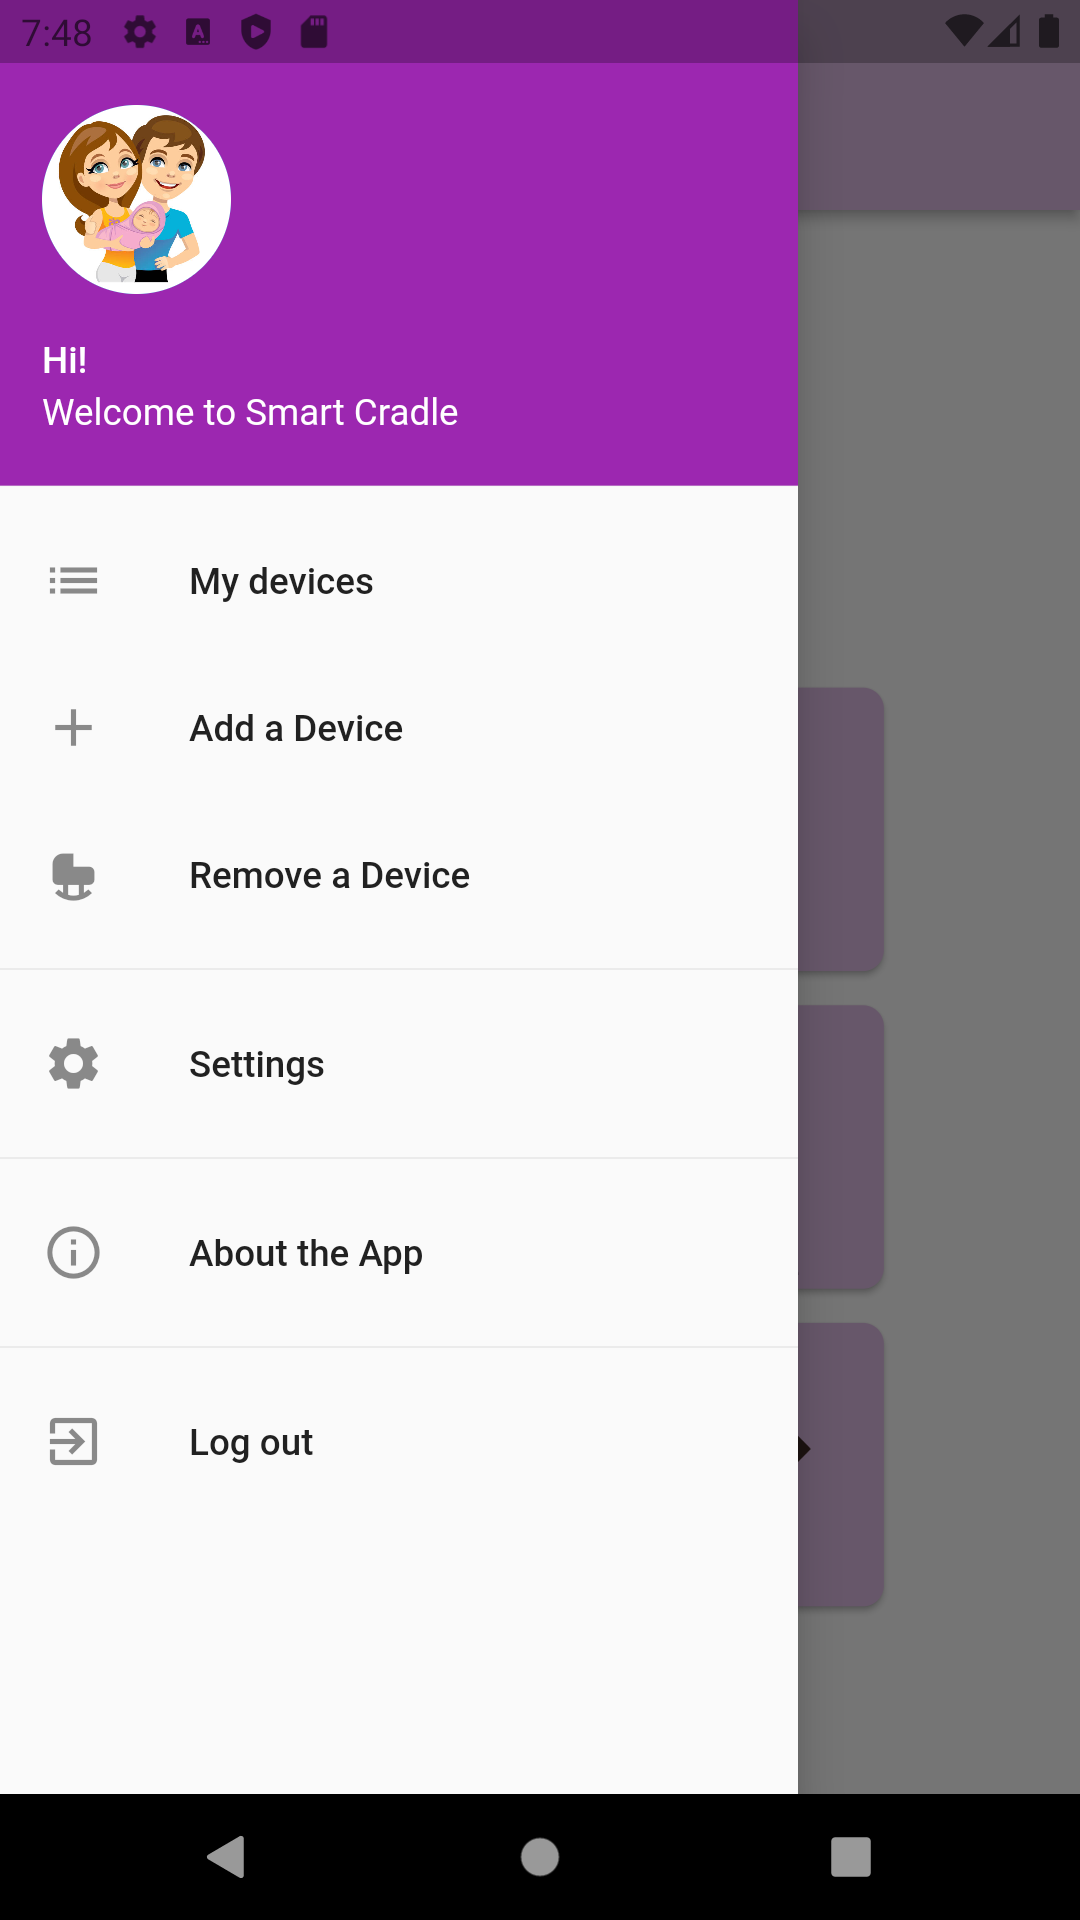 7:48
Hi!
Welcome to Smart Cradle
My devices
Add a Device
Remove a Device
Settings
About the App
Log out